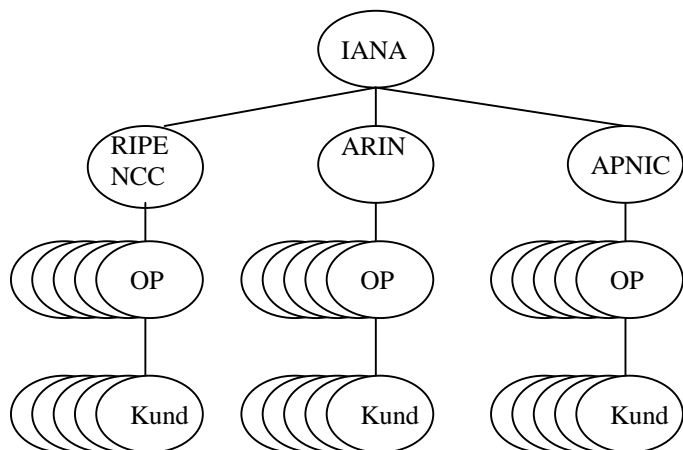 IANA
RIPE
NCC
ARIN
APNIC
OP
OP
OP
Kund
Kund
Kund